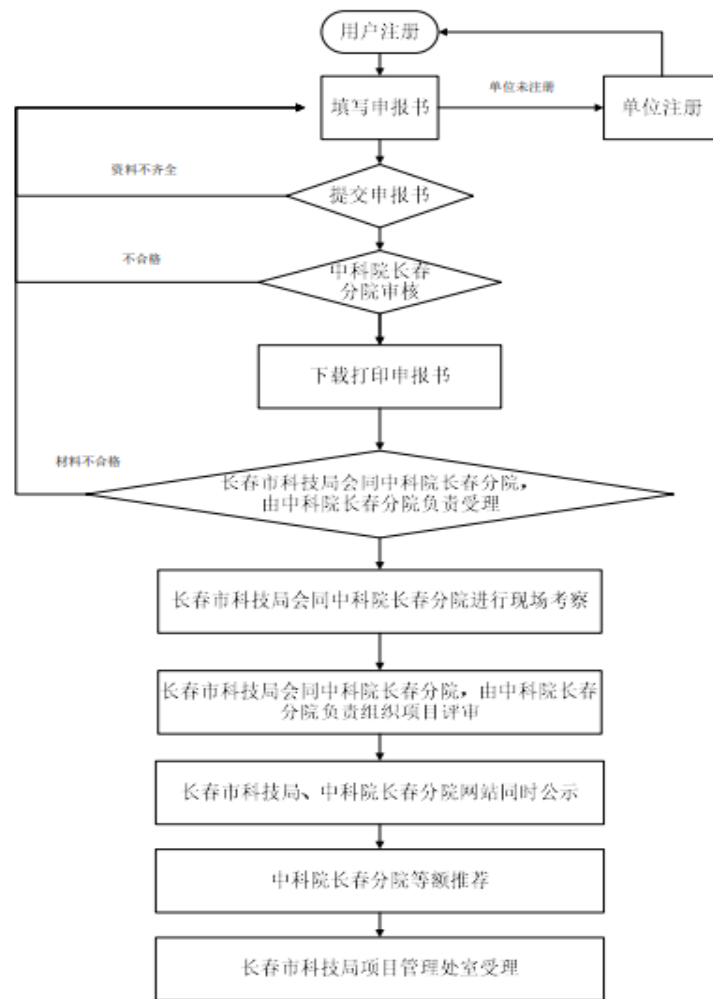 用户注册
填写申报书
单位未注册
单位注册
资料不齐全
提交申报书
不合格
中科院长春
分院审核
下载打印申报书
材料不合格
长春市科技局会同中科院长春分院，
由中科院长春分院负责受理
长春市科技局会同中科院长春分院进行现场考察
长春市科技局会同中科院长春分院，由中科院长春
分院负责组织项目评审
长春市科技局、中科院长春分院网站同时公示
中科院长春分院等额推荐
长春市科技局项目管理处室受理